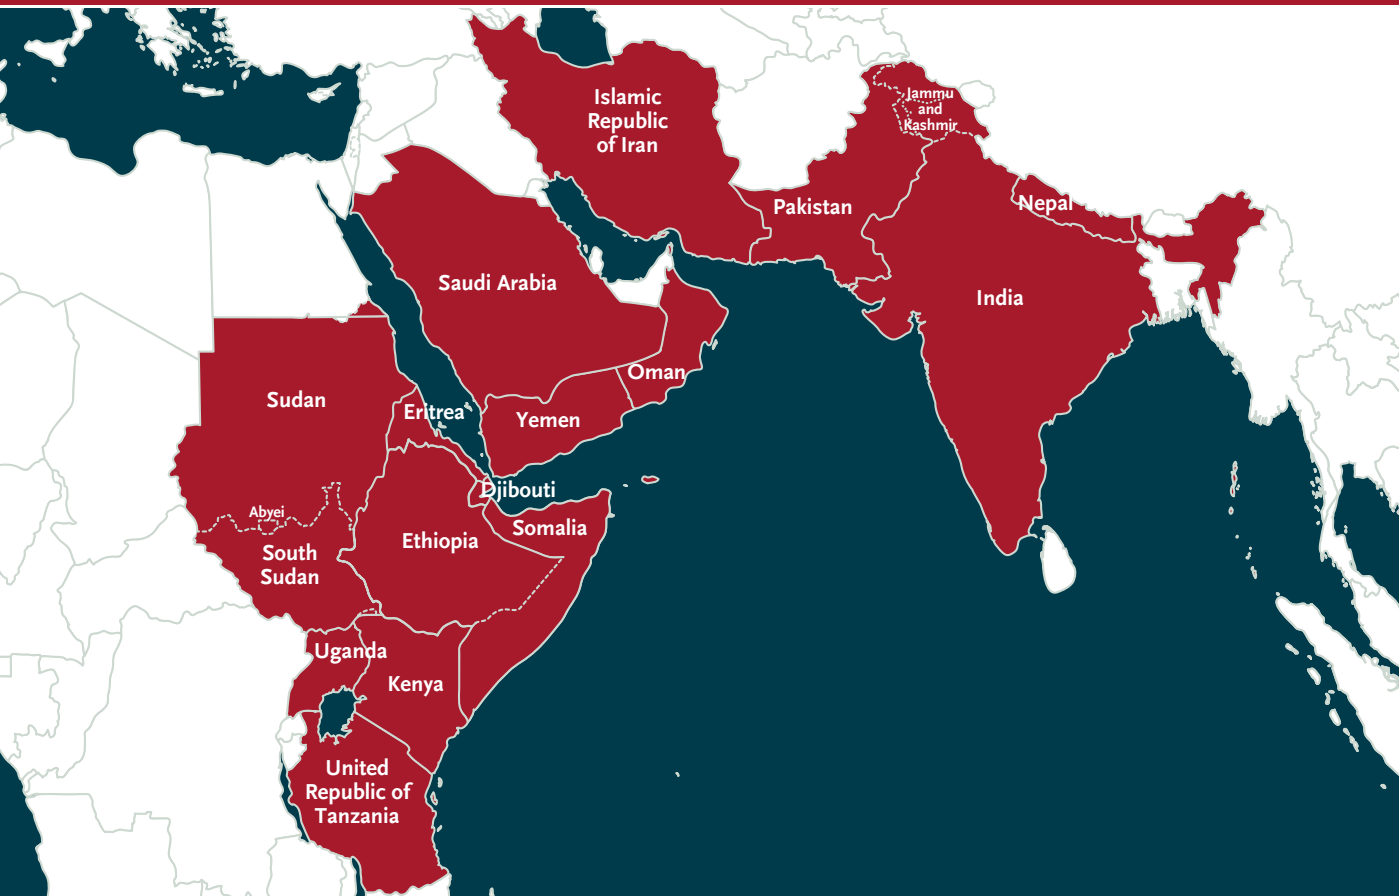 Islamic
Republic
of Iran
Jammu
and
Kashmir
Pakistan
Nepal
Saudi Arabia
India
Oman
Sudan
Eritrea
Yemen
Djibouti
Abyei
Somalia
Ethiopia
South
Sudan
Uganda
Kenya
United
Republic of
Tanzania